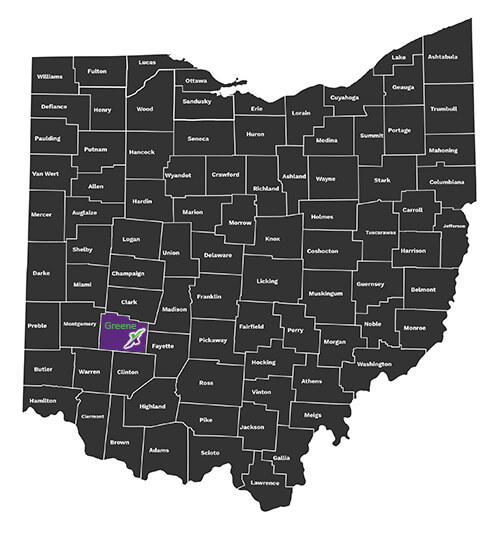 Williams
Fulton
Lucas
Ottawa
Lake
Ashtabula
Geauga
Defiance
Henry
Wood
Sandusky
Erie
Lorain
Cuyahoga
Trumbull
Paulding
Putnam
Hancock
Seneca
Huron
Medina
Summit
Portage
Mahoning
Van Wert
Allen
Wyandot
Crawford
Richland
Ashland
Wayne
Stark
Columbiana
Mercer
Auglaize
Hardin
Marion
Morrow
Knox
Holmes
Tuscarawas
Carroll
Jefferson
Shelby
Logan
Union
Delaware
Coshocton
Harrison
Darke
Miami
Champaign
Clark
Madison
Franklin
Licking
Muskingum
Guernsey
Belmont
Preble
Montgomery
Greene
Fayette
Pickaway
Fairfield
Perry
Morgan
Noble
Monroe
Butler
Warren
Clinton
Ross
Hocking
Vinton
Athens
Washington
Hamilton
Clermont
Highland
Pike
Jackson
Meigs
Brown
Adams
Scioto
Gallia
Lawrence